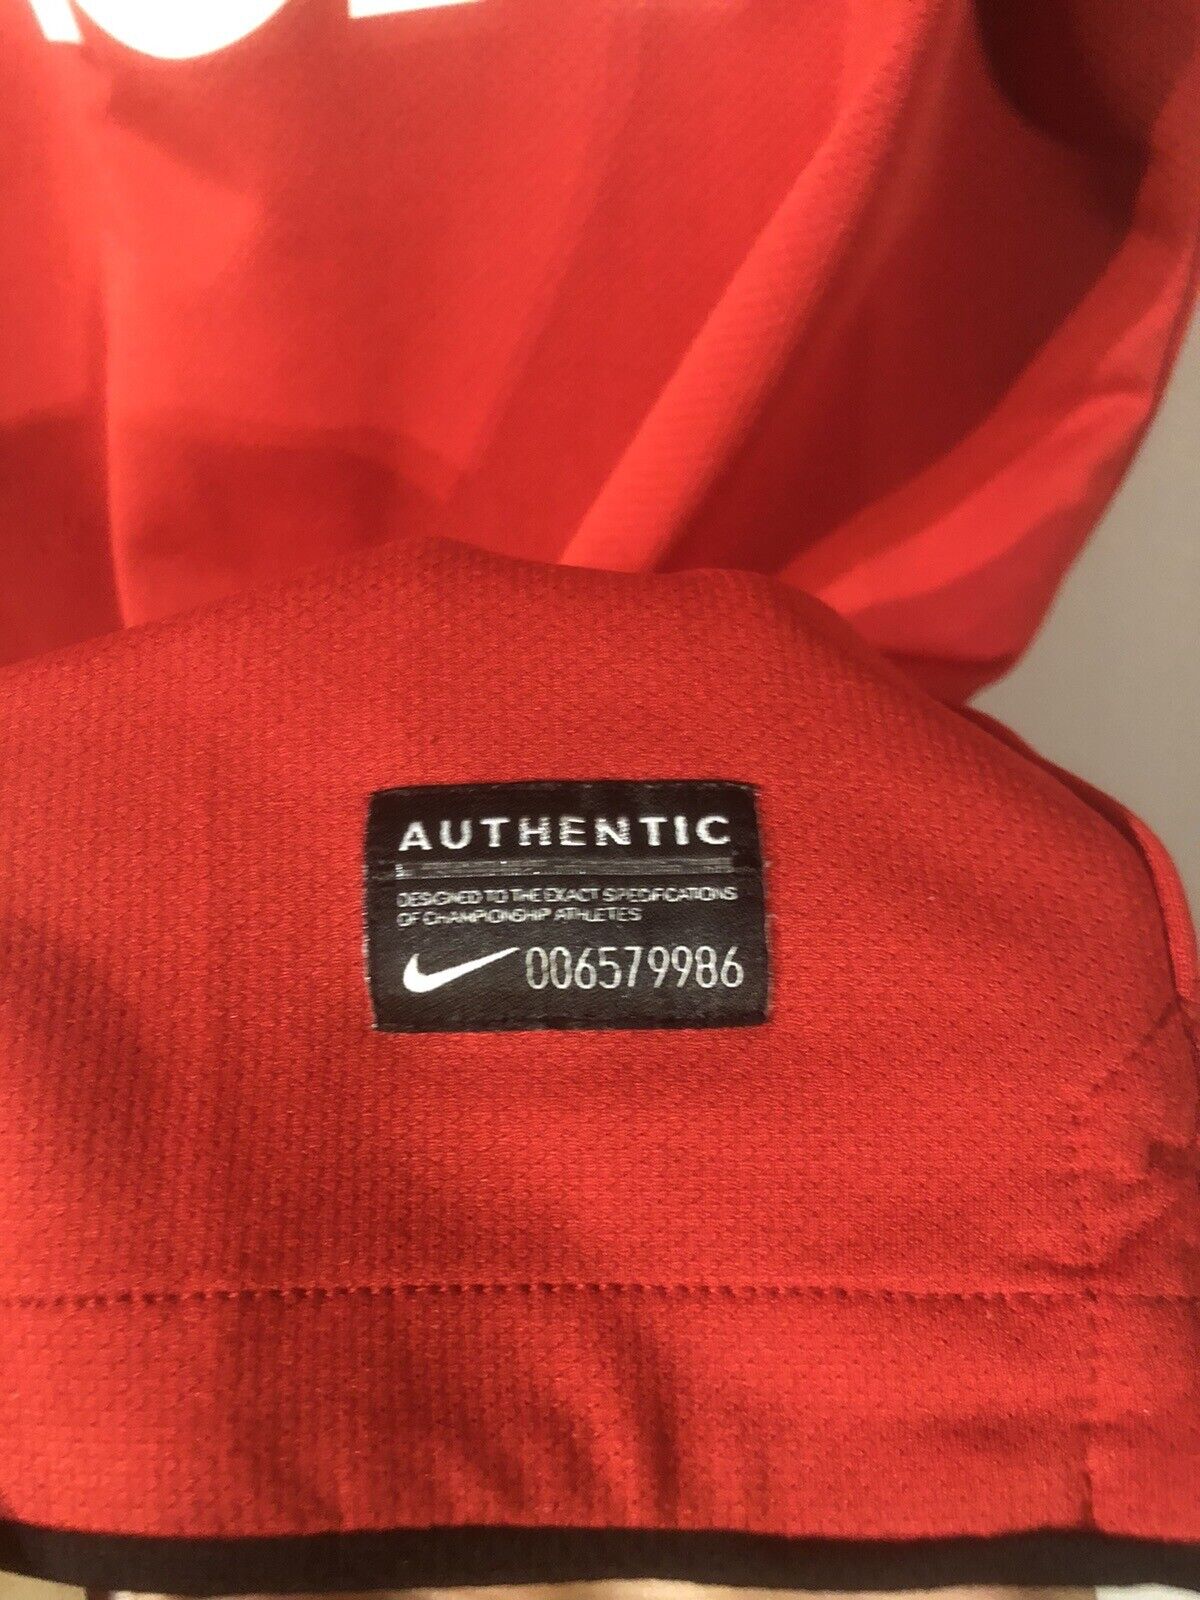 AUTHENTIC
DESIGNED TO THE EXACT SPECIFICATIONS
OF CHAMPIONSHIP ATHLETES
006579986